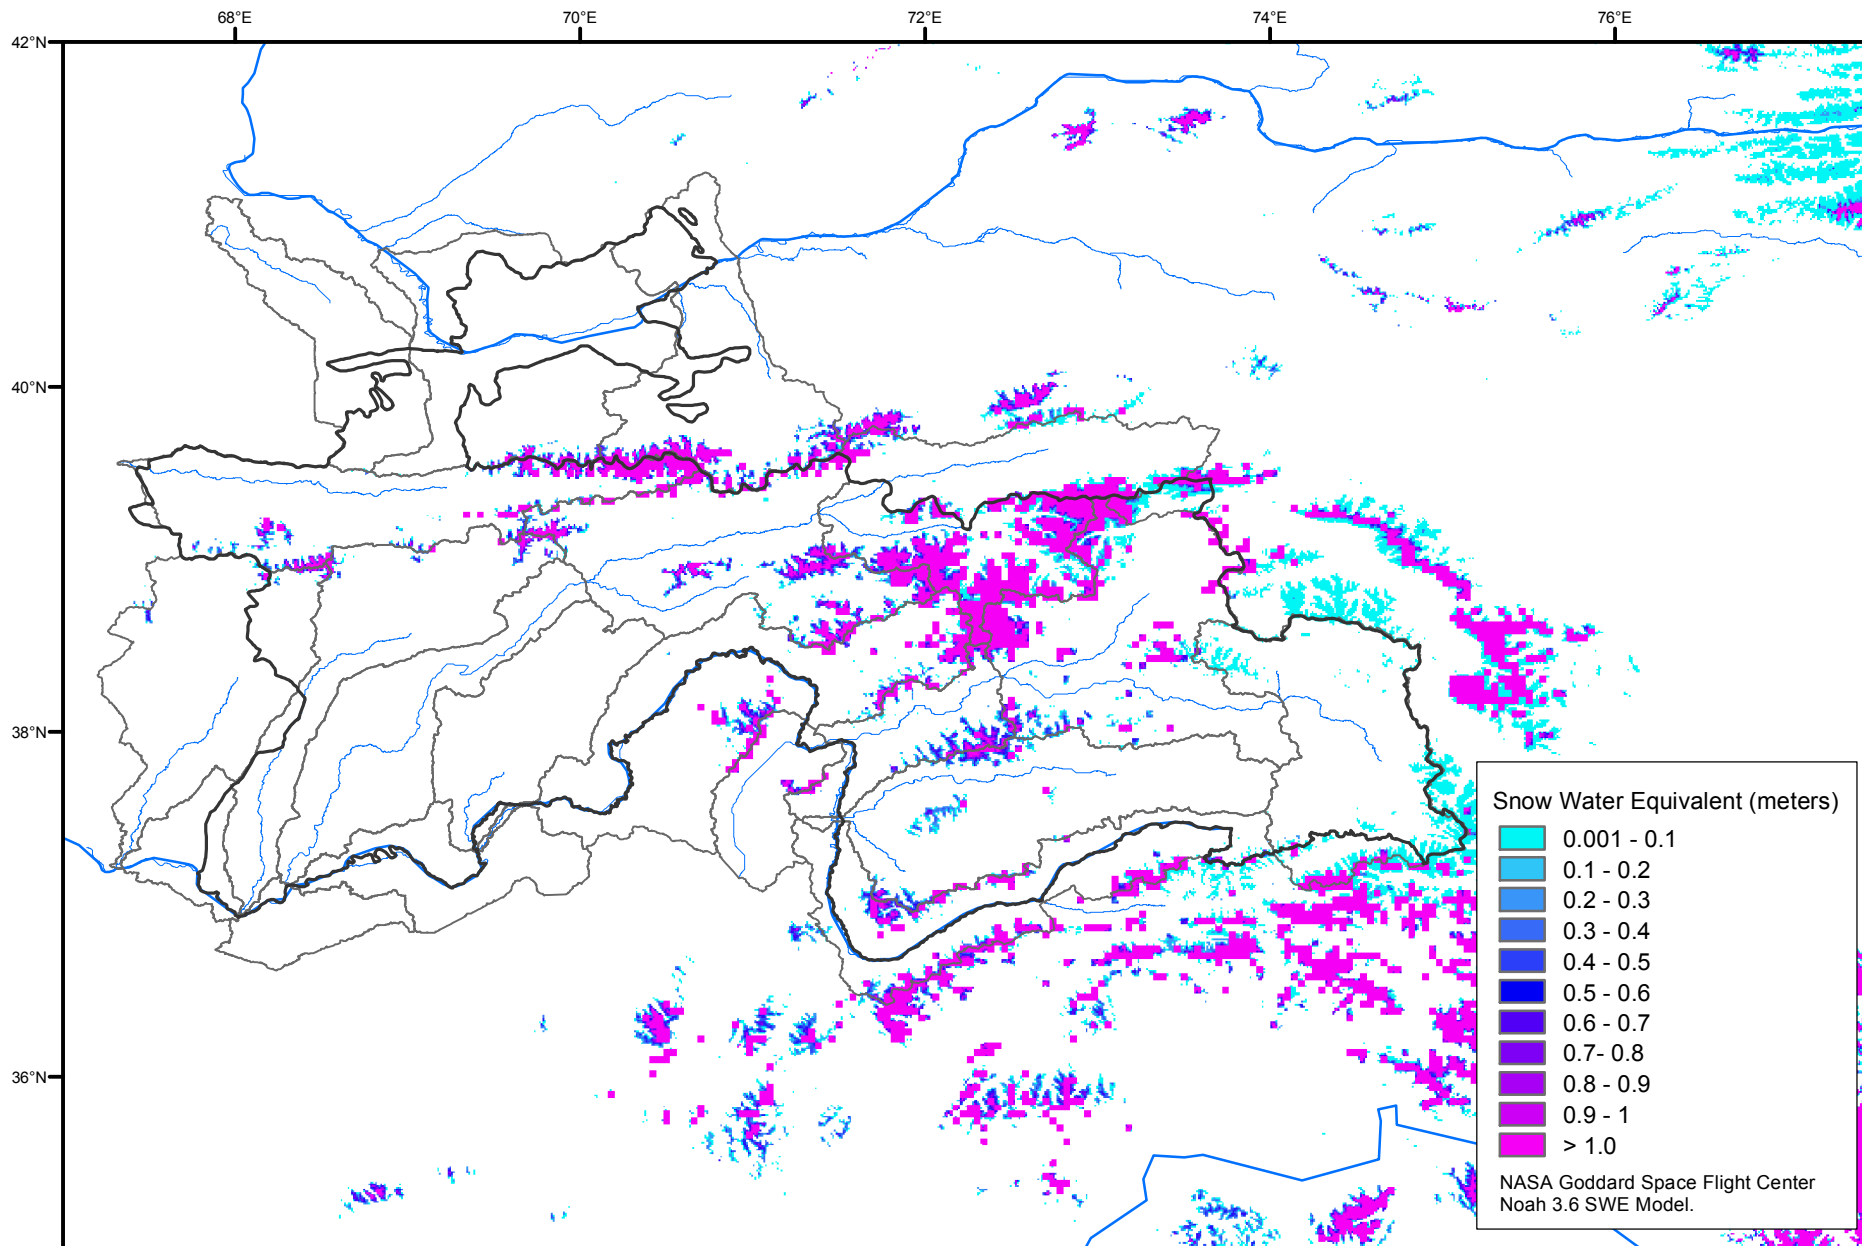 68°E
70°E
72°E
74°E
76°E
42°N
40°N
38°N
36°N
Snow Water Equivalent (meters)
0.001 - 0.1
0.1 - 0.2
0.2 - 0.3
0.3 - 0.4
0.4 - 0.5
0.5 - 0.6
0.6 - 0.7
0.7- 0.8
0.8 - 0.9
0.9 - 1
> 1.0
NASA Goddard Space Flight Center
Noah 3.6 SWE Model.